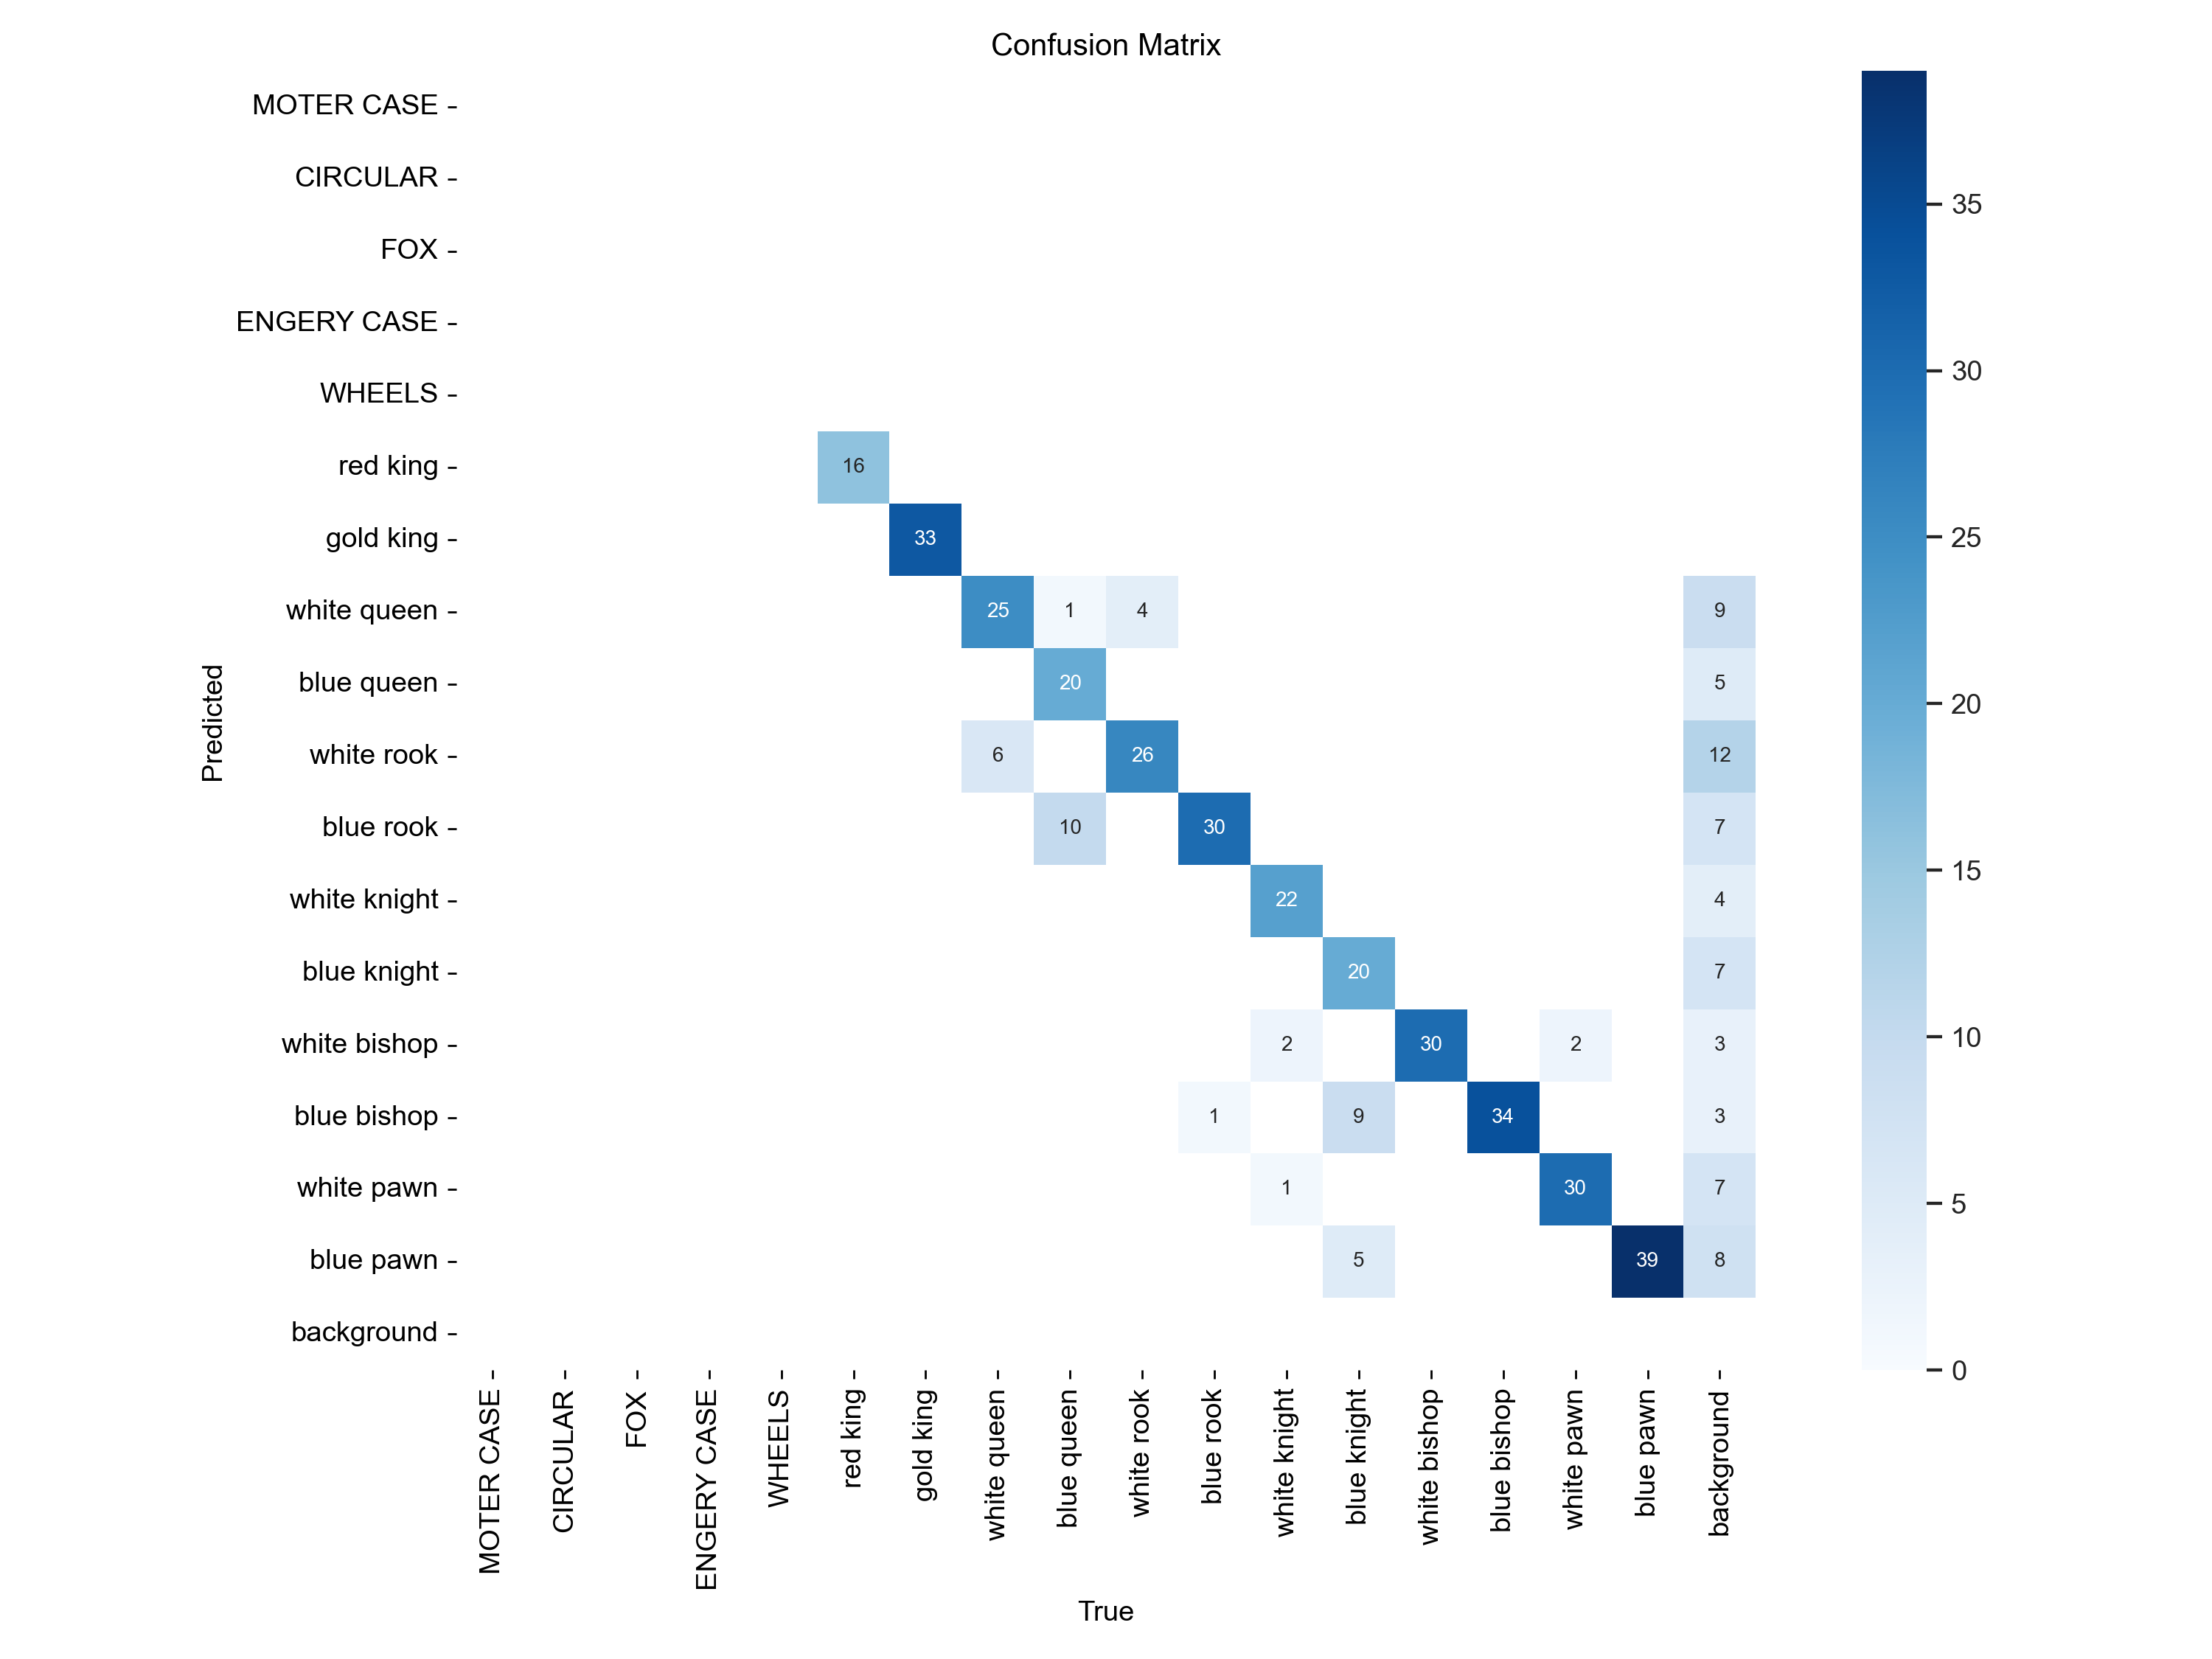 Confusion Matrix
MOTER CASE
CIRCULAR
FOX
ENGERY CASE
WHEELS
red king 16
gold king 33
white queen 25 1 4 9
blue queen 20 5
white rook 6 26 12
blue rook 10 30 7
white knight 22 4
blue knight 20 7
white bishop 2 30 2 3
blue bishop 1 9 34 3
white pawn 1 30 7
blue pawn 5 39 8
background
Predicted
MOTER CASE
CIRCULAR
FOX
ENGERY CASE
WHEELS
red king
gold king
white queen
blue queen
white rook
blue rook
white knight
blue knight
white bishop
blue bishop
white pawn
blue pawn
background
True
35
30
25
20
15
10
5
0